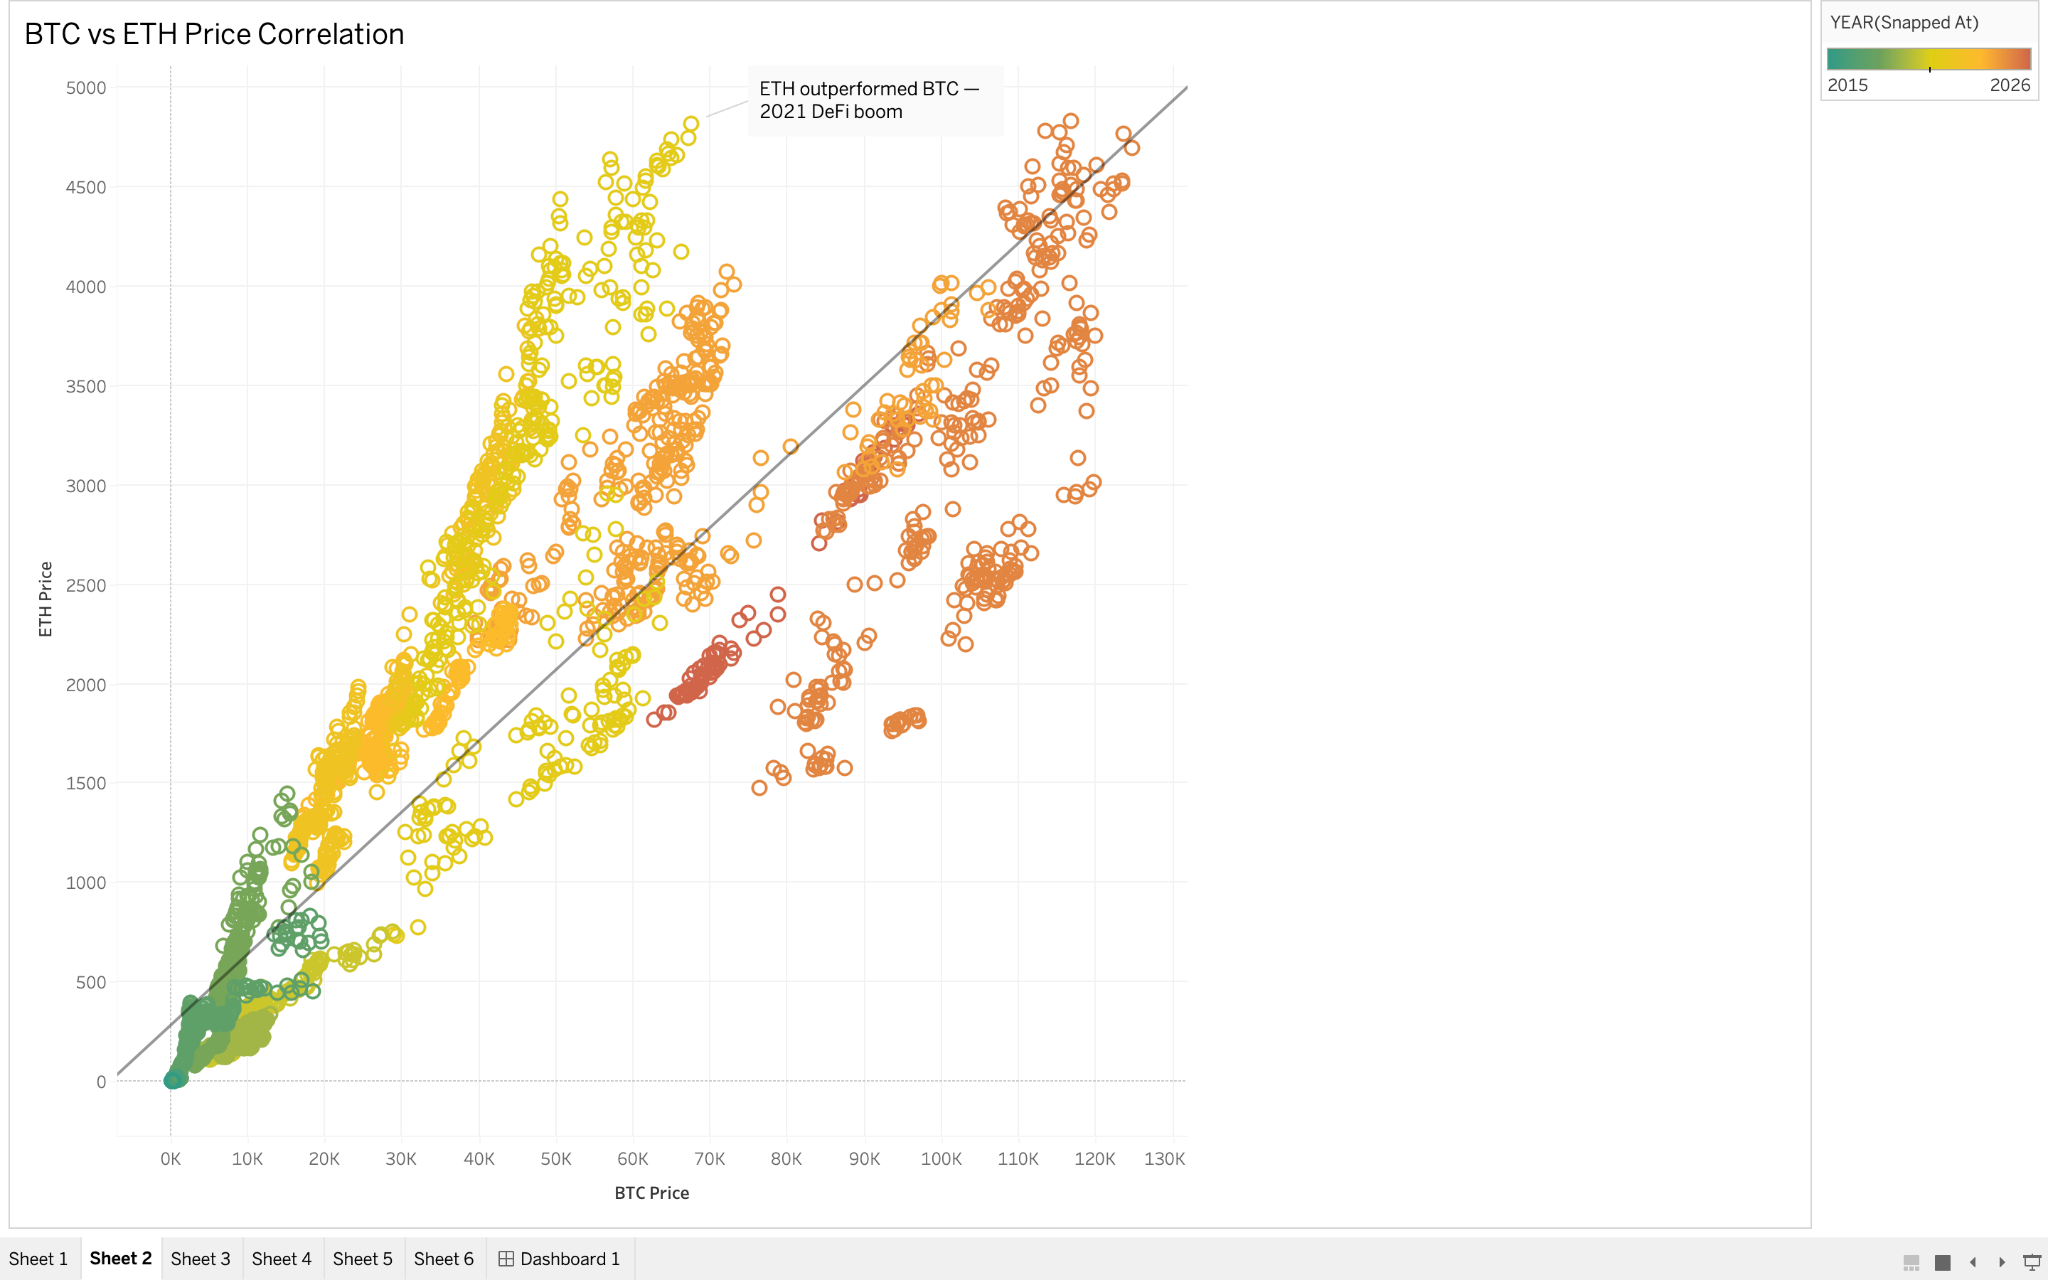 BTC vs ETH Price Correlation
YEAR(Snapped At)
2015
2026
ETH outperformed BTC —
2021 DeFi boom
5000
4500
4000
3500
3000
2500
2000
1500
1000
500
0
ETH Price
0K
10K
20K
30K
40K
50K
60K
70K
80K
90K
100K
110K
120K
130K
BTC Price
Sheet 1
Sheet 2
Sheet 3
Sheet 4
Sheet 5
Sheet 6
Dashboard 1